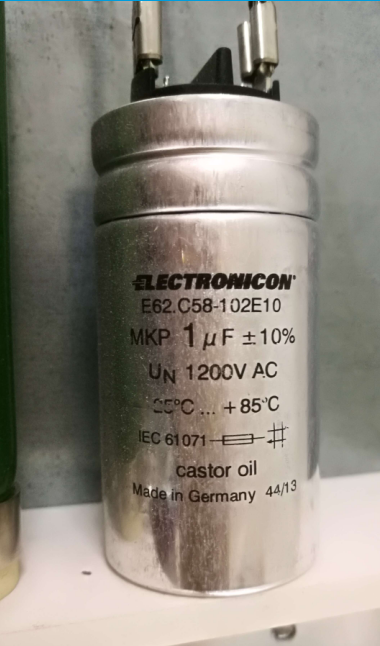 ELECTRONICON
E62.C58-102E10
MKP 1 µF ±10%
UN 1200V AC
25°C ... +85°C
IEC 61071
castor oil
Made in Germany 44/13